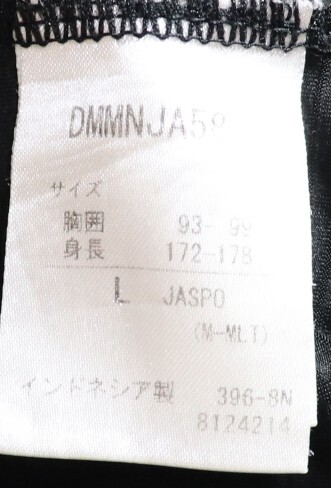 DMMNJA58
サイズ
胸囲 93-99
身長 172-178
L JASPO
(M-MLT)
インドネシア製 396-8N
8124214